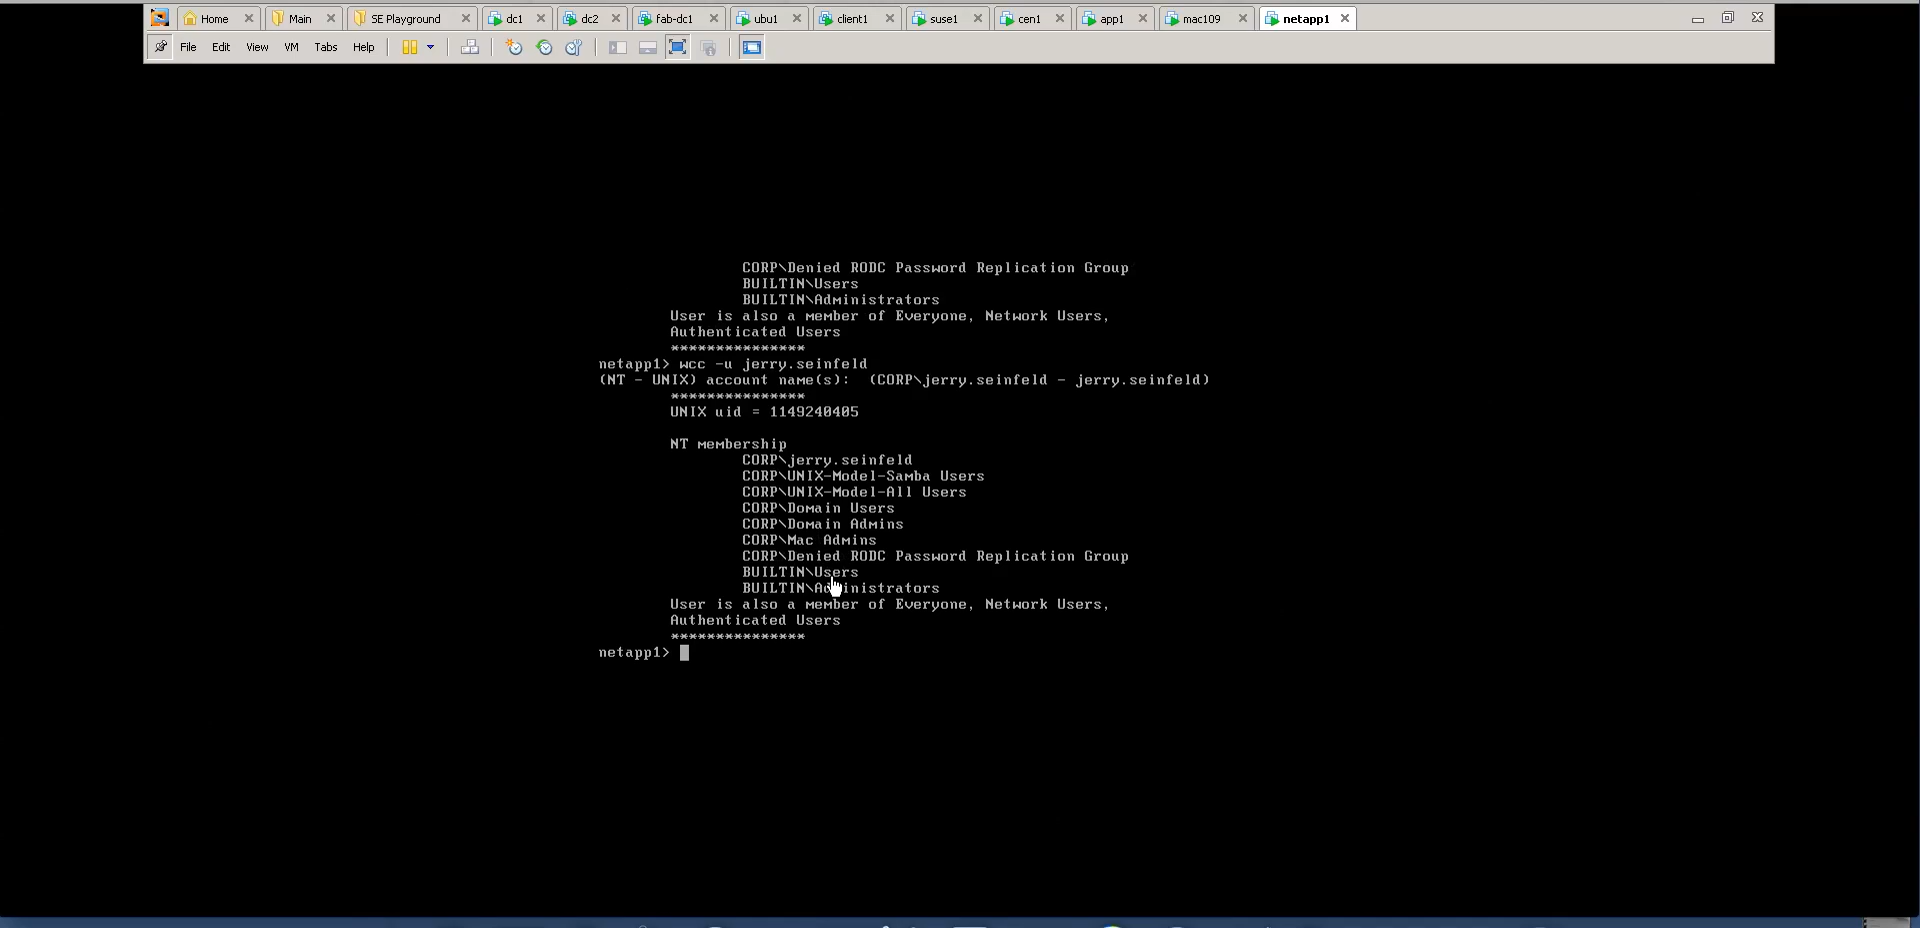 Home Main SE Playground dc1 dc2 fab-dc1 ubu1 client1 suse1 cen1 app1 mac109 netapp1
File Edit View VM Tabs Help
CORP\Denied RODC Password Replication Group
BUILTIN\Users
BUILTIN\Administrators
User is also a member of Everyone, Network Users,
Authenticated Users
***************
netapp1> wcc -u jerry.seinfeld
(NT - UNIX) account name(s):  (CORP\jerry.seinfeld - jerry.seinfeld)
***************
UNIX uid = 1149240405
NT membership
CORP\jerry.seinfeld
CORP\UNIX-Model-Samba Users
CORP\UNIX-Model-All Users
CORP\Domain Users
CORP\Domain Admins
CORP\Mac Admins
CORP\Denied RODC Password Replication Group
BUILTIN\Users
BUILTIN\Administrators
User is also a member of Everyone, Network Users,
Authenticated Users
***************
netapp1>